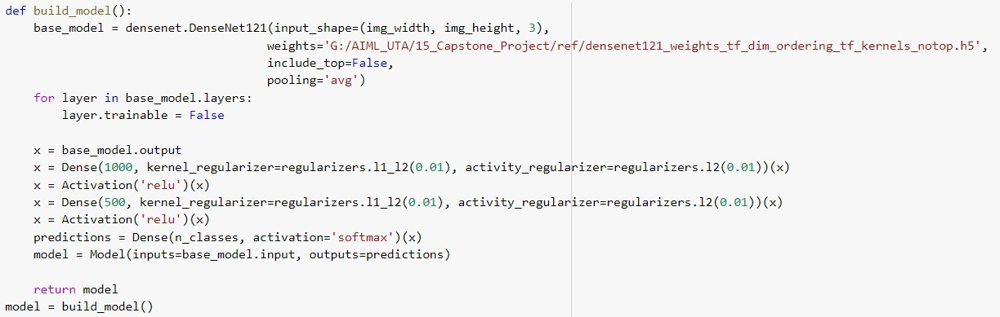 def build_model():
    base_model = densenet.DenseNet121(input_shape=(img_width, img_height, 3),
                                     weights='G:/AIML_UTA/15_Capstone_Project/ref/densenet121_weights_tf_dim_ordering_tf_kernels_notop.h5',
                                     include_top=False,
                                     pooling='avg')
    for layer in base_model.layers:
        layer.trainable = False

    x = base_model.output
    x = Dense(1000, kernel_regularizer=regularizers.l1_l2(0.01), activity_regularizer=regularizers.l2(0.01))(x)
    x = Activation('relu')(x)
    x = Dense(500, kernel_regularizer=regularizers.l1_l2(0.01), activity_regularizer=regularizers.l2(0.01))(x)
    x = Activation('relu')(x)
    predictions = Dense(n_classes, activation='softmax')(x)
    model = Model(inputs=base_model.input, outputs=predictions)

    return model
model = build_model()